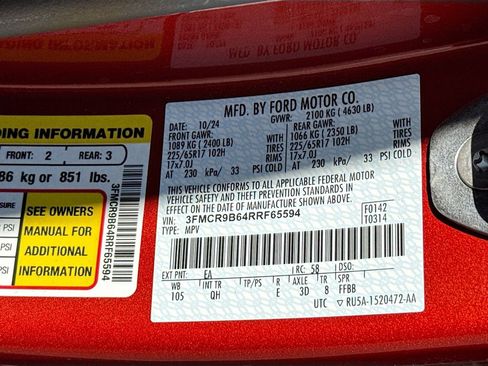 MFD. BY FORD MOTOR CO.
10/24 GVWR: 2100 KG ( 4630 LB)
FRONT GAWR: REAR GAWR:
1089 KG ( 2400 LB) 1066 KG ( 2350 LB)
225/65R17 102H TIRES 225/65R17 102H TIRES
17x7.0J RIMS 17x7.0J RIMS
AT 230 kPa/ 33 PSI COLD AT 230 kPa/ 33 PSI COLD
THIS VEHICLE CONFORMS TO ALL APPLICABLE FEDERAL MOTOR
VEHICLE SAFETY AND THEFT PREVENTION STANDARDS IN EFFECT
ON THE DATE OF MANUFACTURE SHOWN ABOVE.
VIN: 3FMCR9B64RRF65594 F0142
TYPE: MPV T0314
EXT PNT: EA RC: 58 DSO:
WB INT TR TP/PS R AXLE TR SPR
105 QH E 3D 8 FFBB
UTC RU5A-1520472-AA
DING INFORMATION
FRONT: 2 REAR: 3
86 kg or 851 lbs.
SEE OWNERS
MANUAL FOR
ADDITIONAL
INFORMATION
PSI
PSI
3FMCR9B64RRF65594